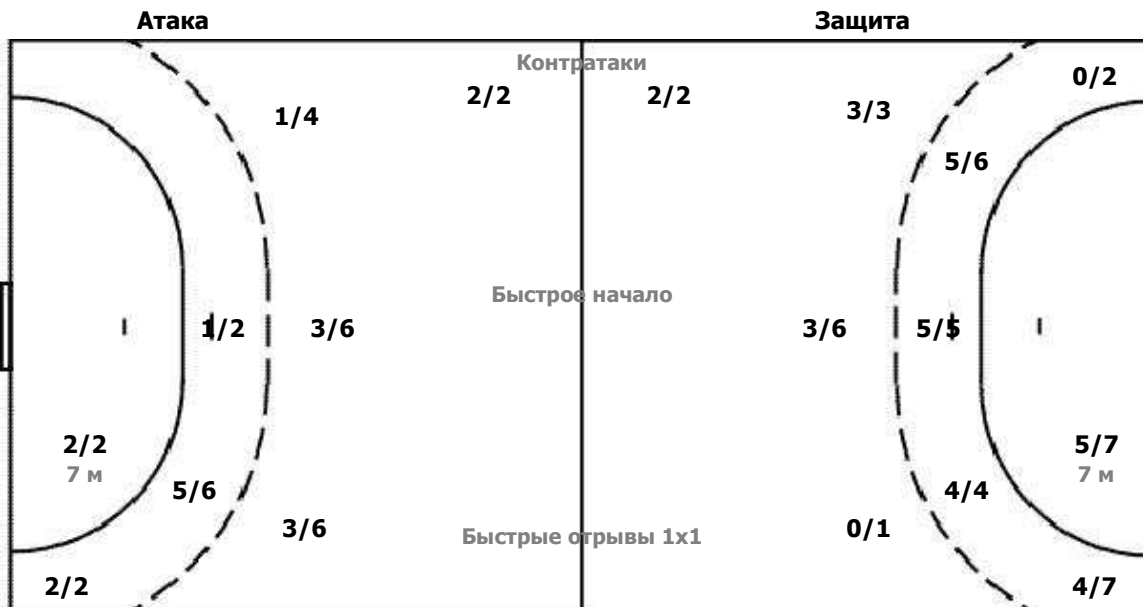 Атака Защита
Контратаки
0/2
2/2 2/2
1/4 3/3
5/6
Быстрое начало
1/2 3/6 3/6 5/5
2/2 5/7
7 м 7 м
5/6 4/4
3/6 0/1
Быстрые отрывы 1x1
2/2 4/7